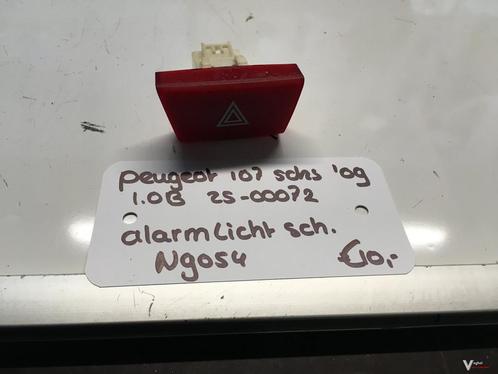 peugeot 107 5drs '09
1.0B 25-00072
alarmlicht sch.
Ng054 €10,-